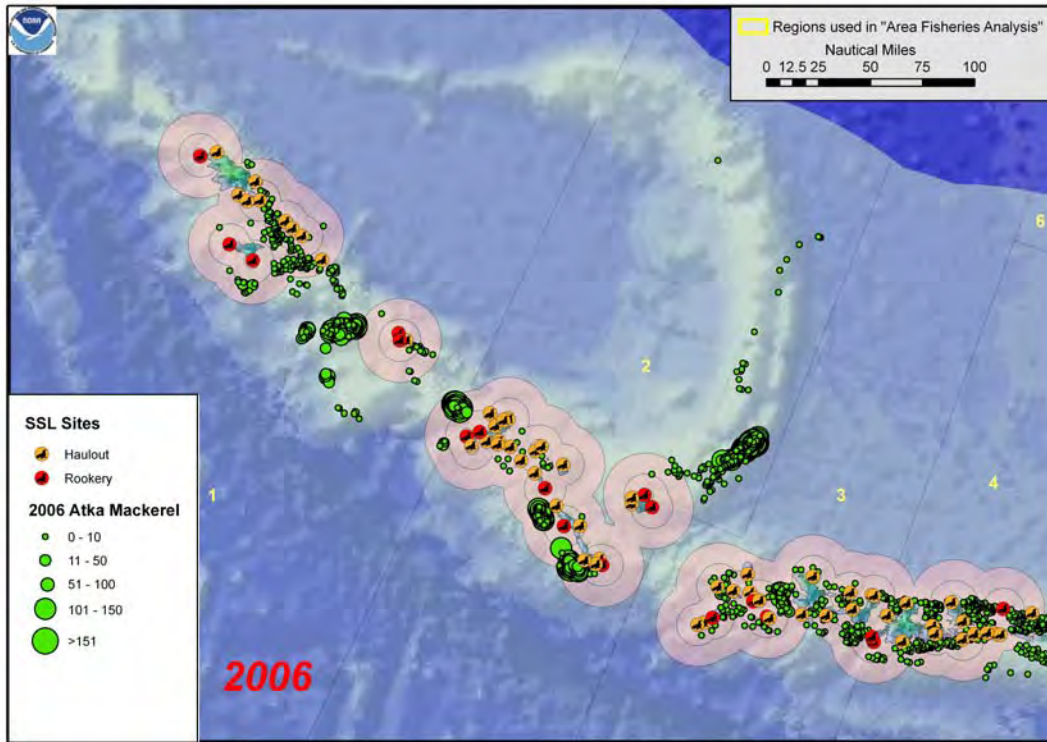 NOAA
Regions used in "Area Fisheries Analysis"
Nautical Miles
0 12.5 25 50 75 100
6
2
1
3
4
SSL Sites
Haulout
Rookery
2006 Atka Mackerel
0 - 10
11 - 50
51 - 100
101 - 150
>151
2006